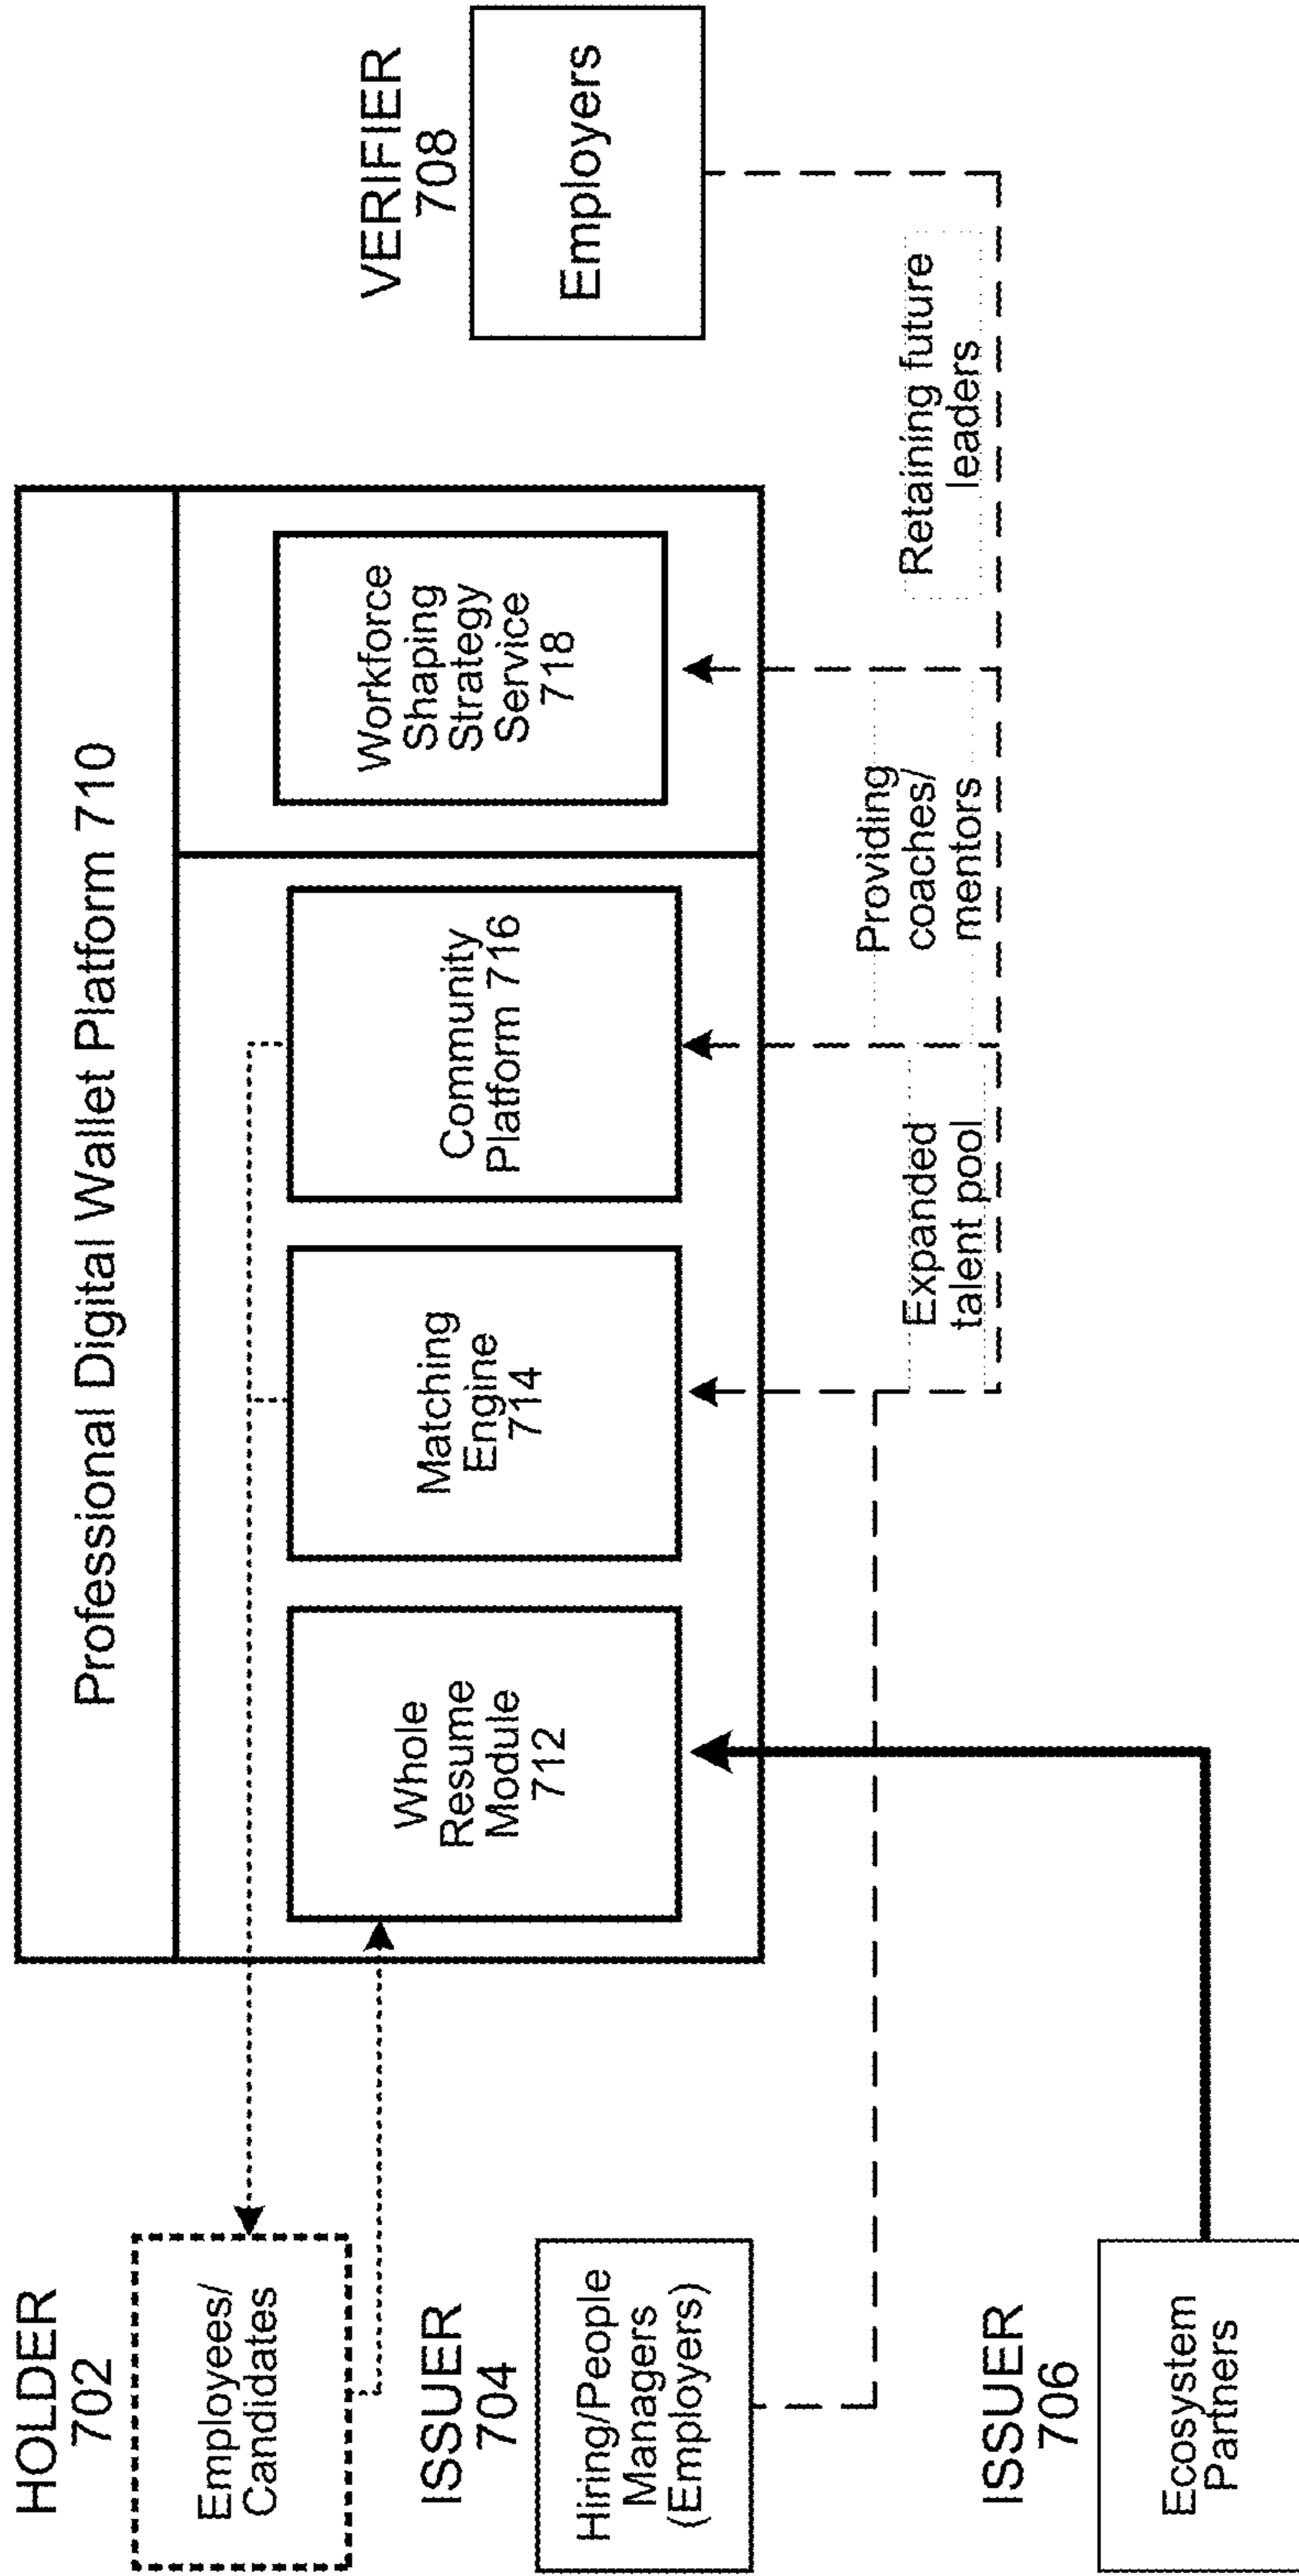 HOLDER
702
Employees/
Candidates
ISSUER
704
Hiring/People
Managers
(Employers)
ISSUER
706
Ecosystem
Partners
Professional Digital Wallet Platform 710
Whole
Resume
Module
712
Matching
Engine
714
Community
Platform 716
Workforce
Shaping
Strategy
Service
718
VERIFIER
708
Employers
Expanded
talent pool
Providing
coaches/
mentors
Retaining future
leaders